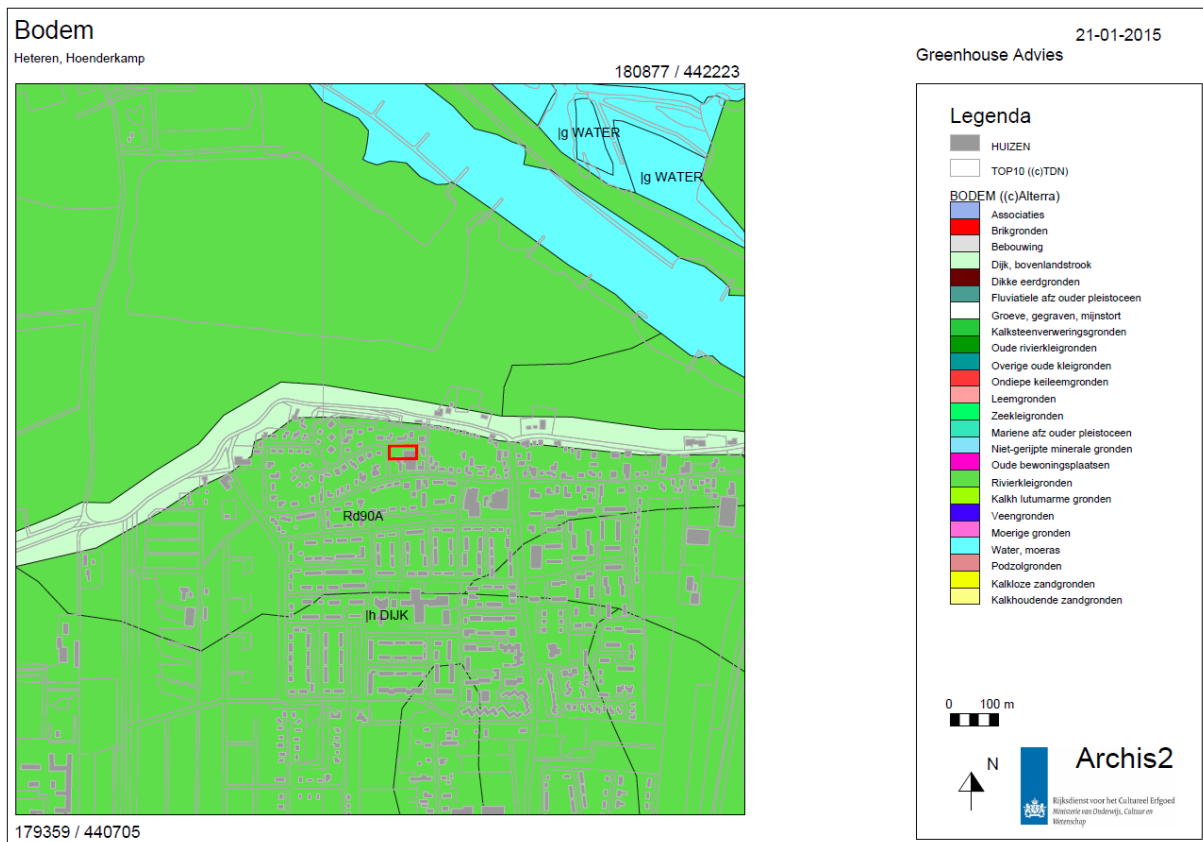 Bodem
Heteren, Hoenderkamp
21-01-2015
Greenhouse Advies
180877 / 442223
|g WATER
|g WATER
Rd90A
|h DIJK
179359 / 440705
Legenda
HUIZEN
TOP10 ((c)TDN)
BODEM ((c)Alterra)
Associaties
Brikgronden
Bebouwing
Dijk, bovenlandstrook
Dikke eerdgronden
Fluviatiele afz ouder pleistoceen
Groeve, gegraven, mijnstort
Kalksteenverweringsgronden
Oude rivierkleigronden
Overige oude kleigronden
Ondiepe keileemgronden
Leemgronden
Zeekleigronden
Mariene afz ouder pleistoceen
Niet-gerijpte minerale gronden
Oude bewoningsplaatsen
Rivierkleigronden
Kalkh lutumarme gronden
Veengronden
Moerige gronden
Water, moeras
Podzolgronden
Kalkloze zandgronden
Kalkhoudende zandgronden
0 100 m
N
Archis2
Rijksdienst voor het Cultureel Erfgoed
Ministerie van Onderwijs, Cultuur en
Wetenschap